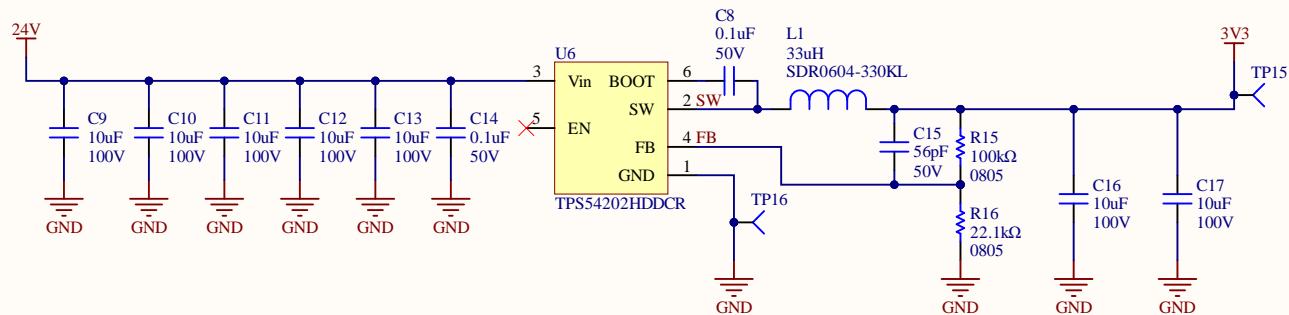 24V
C9
10uF
100V
GND
C10
10uF
100V
GND
C11
10uF
100V
GND
C12
10uF
100V
GND
C13
10uF
100V
GND
C14
0.1uF
50V
GND
U6
3
Vin
5
EN
BOOT
6
SW
2
SW
FB
4
FB
GND
1
TPS54202HDDCR
C8
0.1uF
50V
L1
33uH
SDR0604-330KL
TP16
GND
C15
56pF
50V
R15
100kΩ
0805
R16
22.1kΩ
0805
GND
C16
10uF
100V
GND
C17
10uF
100V
GND
3V3
TP15